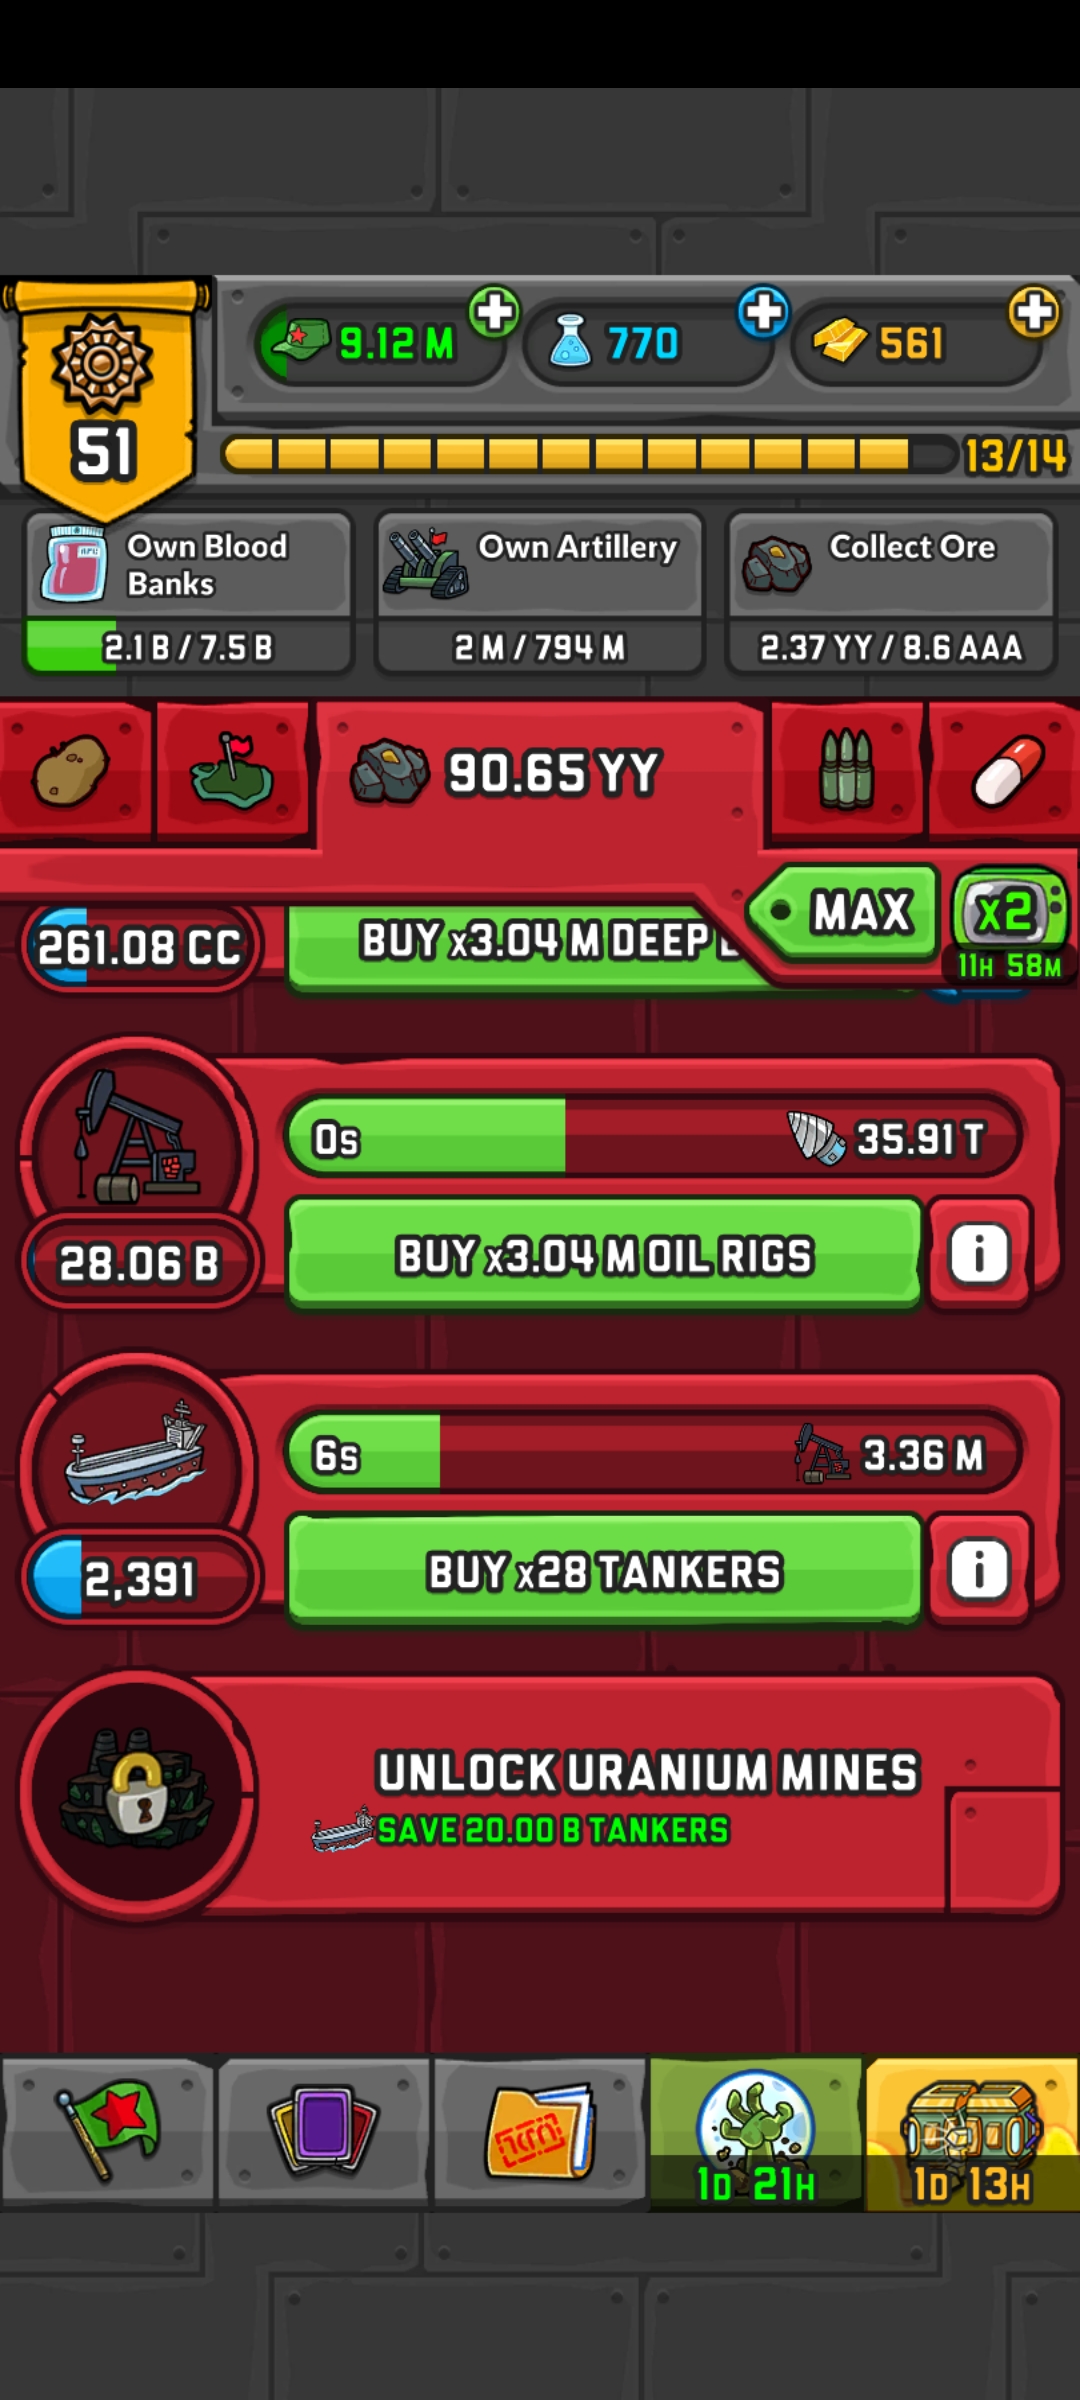 9.12 M
770
561
51
13/14
Own Blood
Banks
2.1 B / 7.5 B
Own Artillery
2 M / 794 M
Collect Ore
2.37 YY / 8.6 AAA
90.65 YY
MAX
x2
11H 58M
261.08 CC
BUY x3.04 M DEEP
0s
35.91 T
28.06 B
BUY x3.04 M OIL RIGS
i
6s
3.36 M
2,391
BUY x28 TANKERS
i
UNLOCK URANIUM MINES
SAVE 20.00 B TANKERS
1D 21H
1D 13H